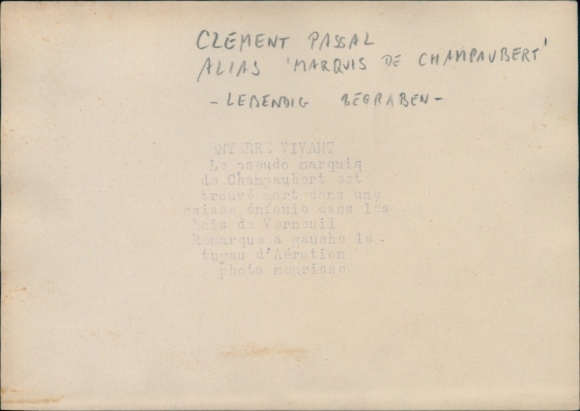 CLÉMENT PASSAL
ALIAS 'MARQUIS DE CHAMPAUBERT'
- LEBENDIG BEGRABEN -
ENTERRE VIVANT
Le pseudo marquig
de Champaubert est
trouvé mort dans une
caisse enfouie dans les
bois de Verneuil
Remarque a gauche le
tuyau d'Aération
photo meurisse